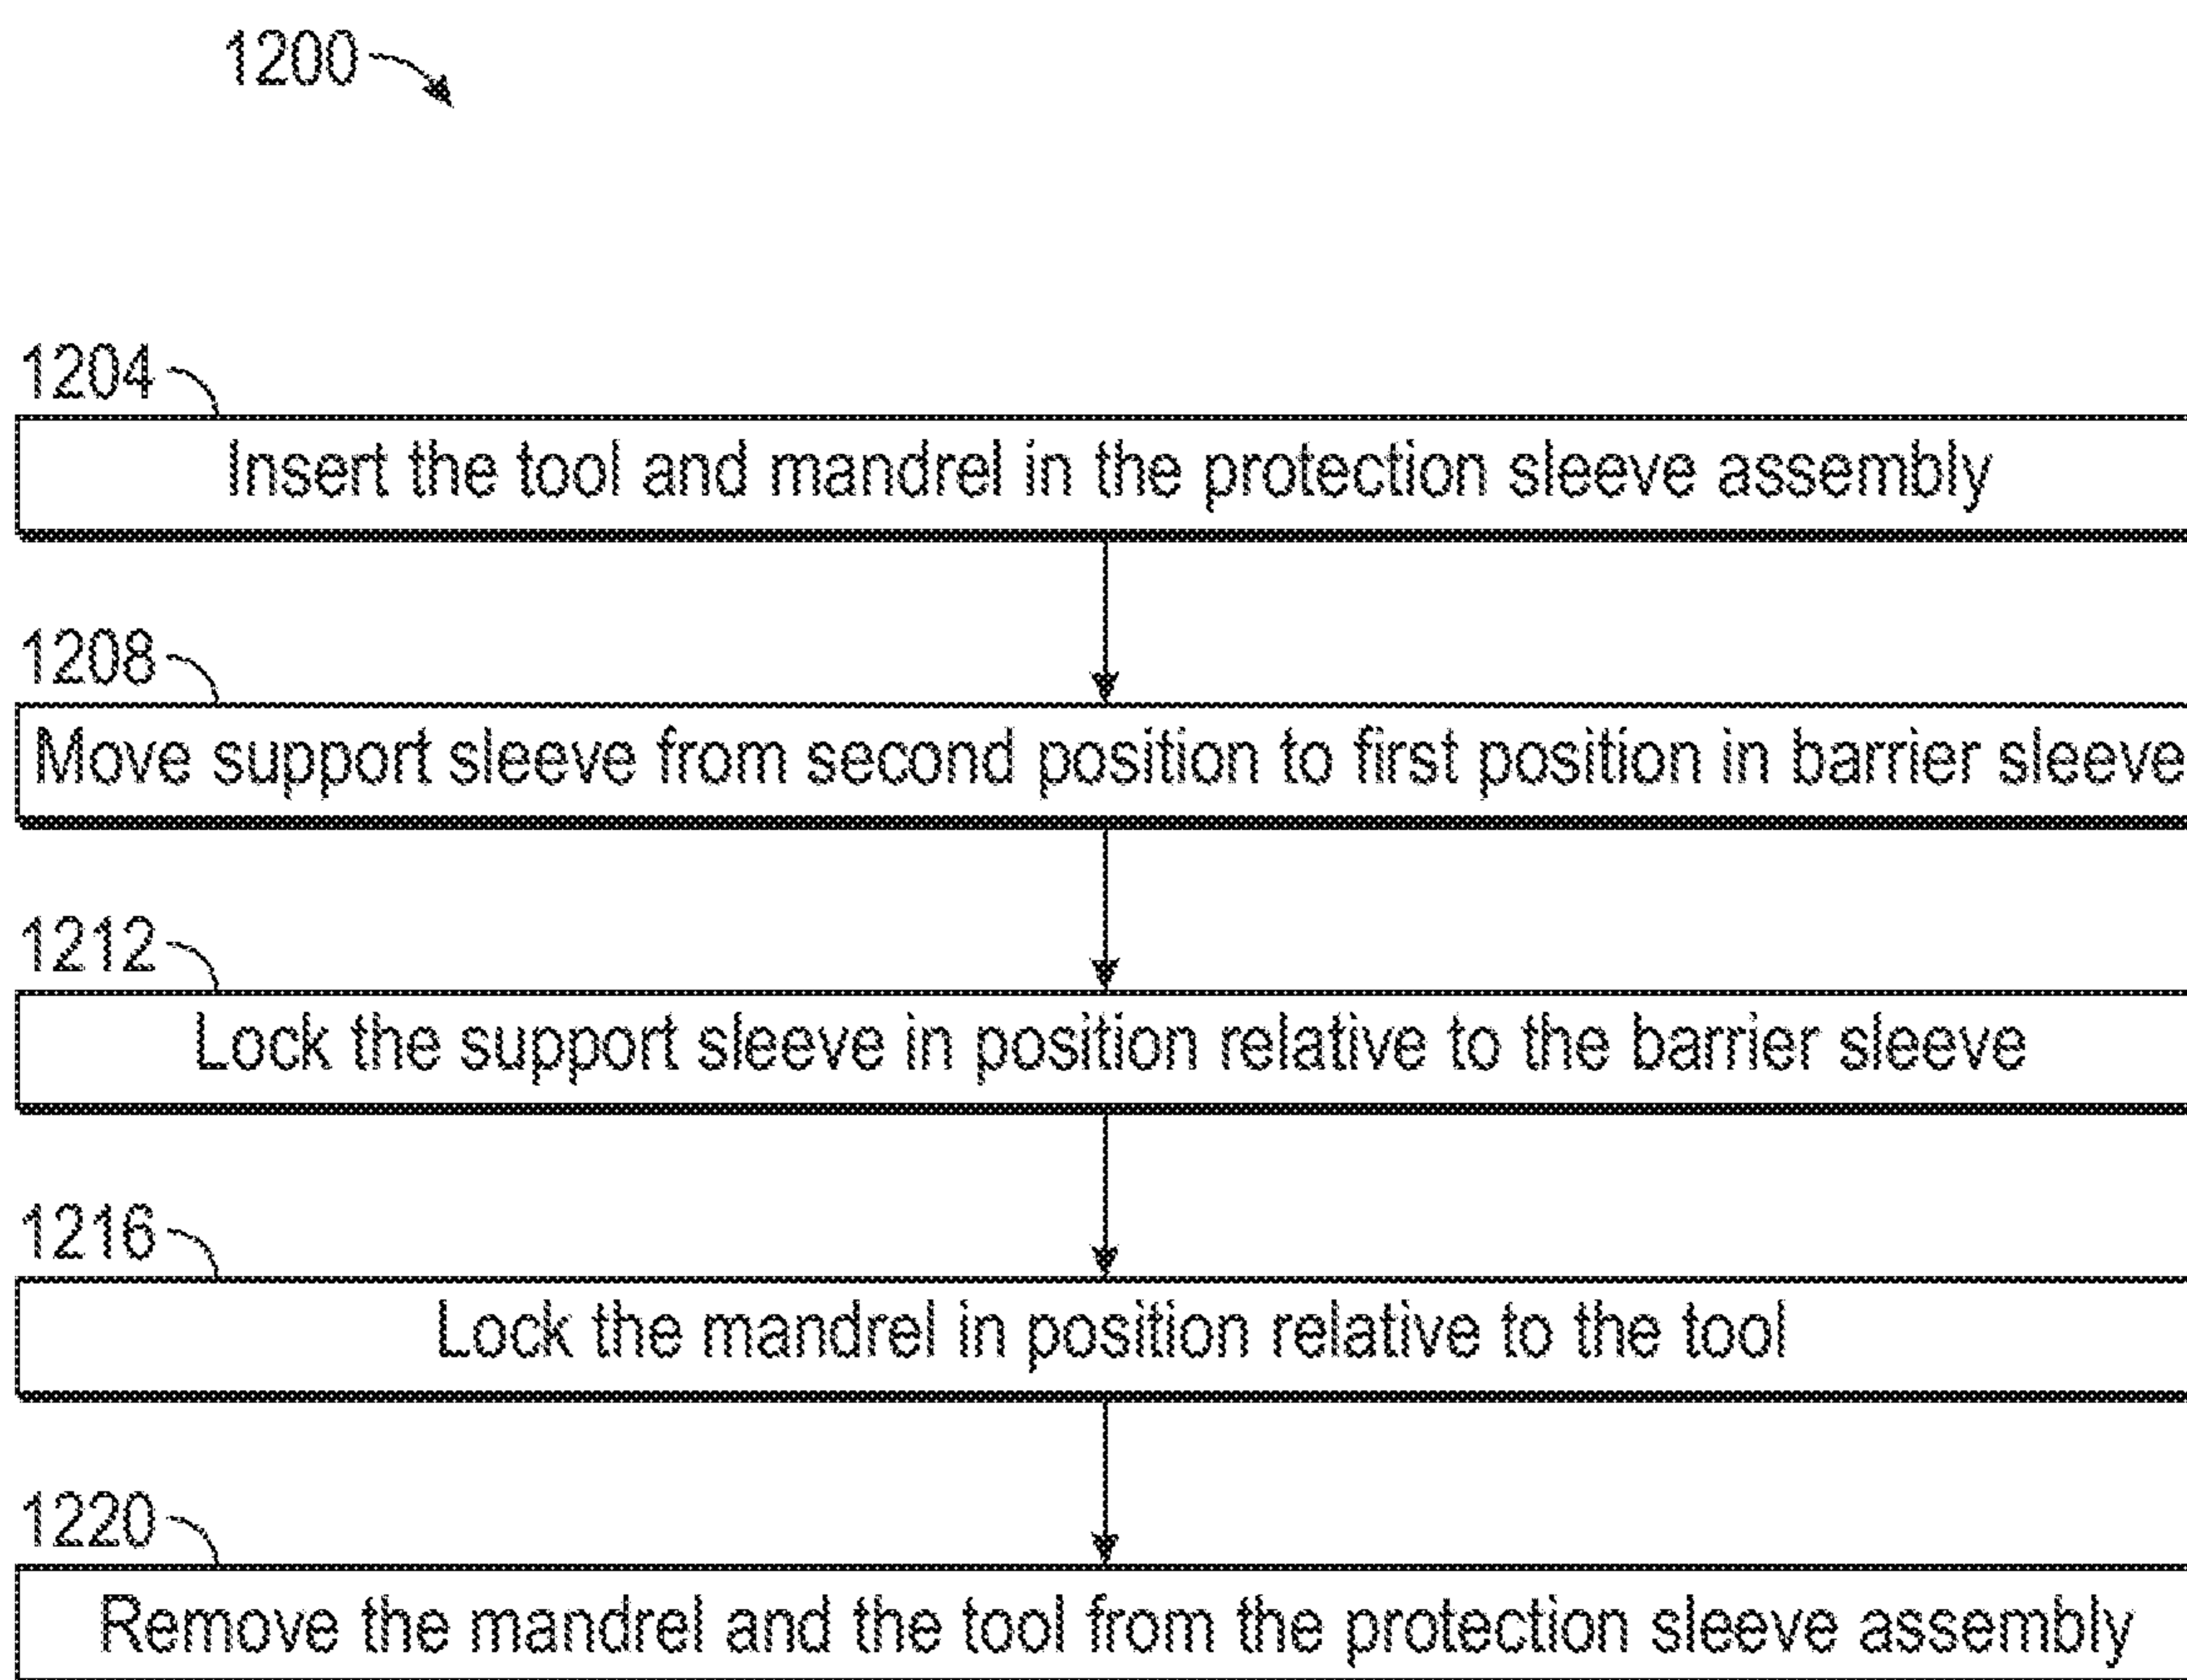 1200
1204
Insert the tool and mandrel in the protection sleeve assembly
1208
Move support sleeve from second position to first position in barrier sleeve
1212
Lock the support sleeve in position relative to the barrier sleeve
1216
Lock the mandrel in position relative to the tool
1220
Remove the mandrel and the tool from the protection sleeve assembly